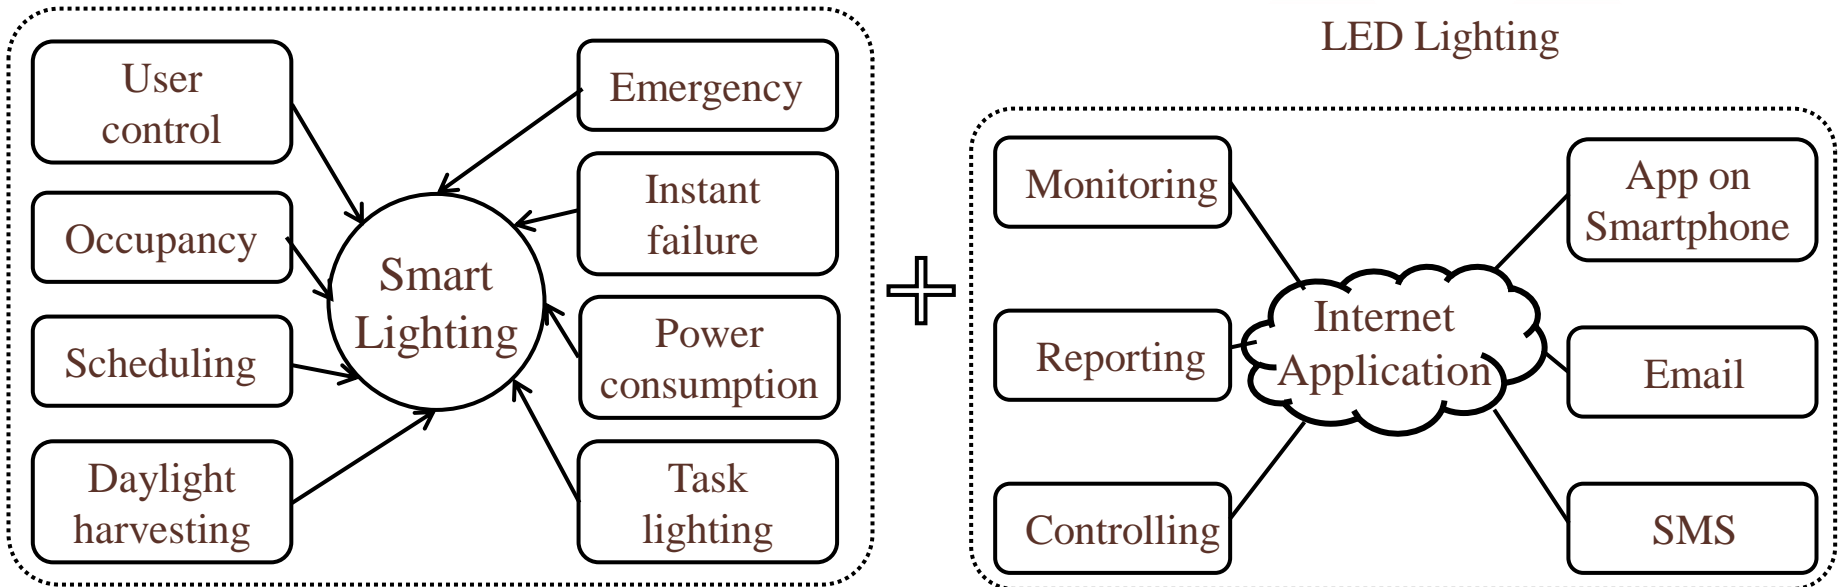 User
control
Occupancy
Scheduling
Daylight
harvesting
Smart
Lighting
Emergency
Instant
failure
Power
consumption
Task
lighting
LED Lighting
Monitoring
Reporting
Controlling
Internet
Application
App on
Smartphone
Email
SMS